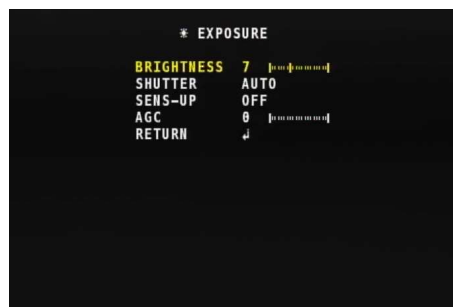 * EXPOSURE
BRIGHTNESS 7
SHUTTER AUTO
SENS-UP OFF
AGC 0
RETURN ↲